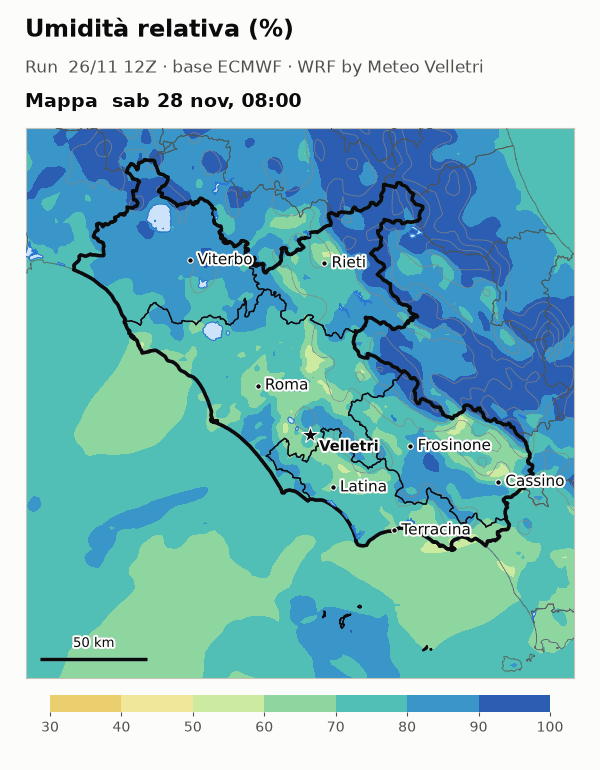 Umidità relativa (%)
Run  26/11 12Z · base ECMWF · WRF by Meteo Velletri
Mappa  sab 28 nov, 08:00
Viterbo
Rieti
Roma
Velletri
Frosinone
Cassino
Latina
Terracina
50 km
30 40 50 60 70 80 90 100